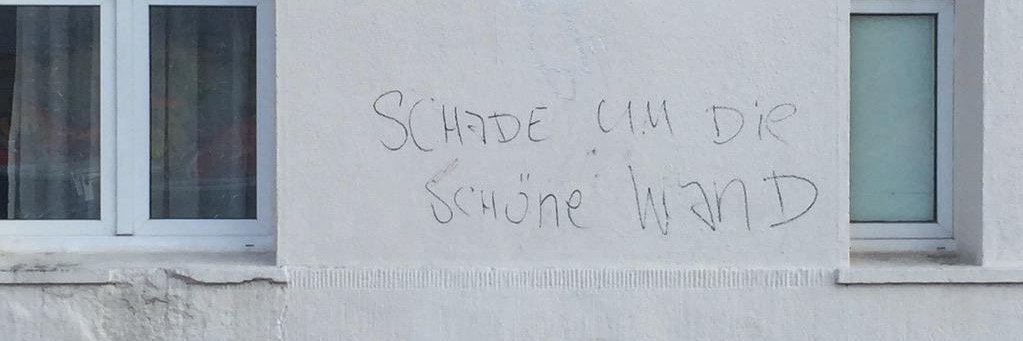 SCHADE UM DIE
SCHÖNE WAND